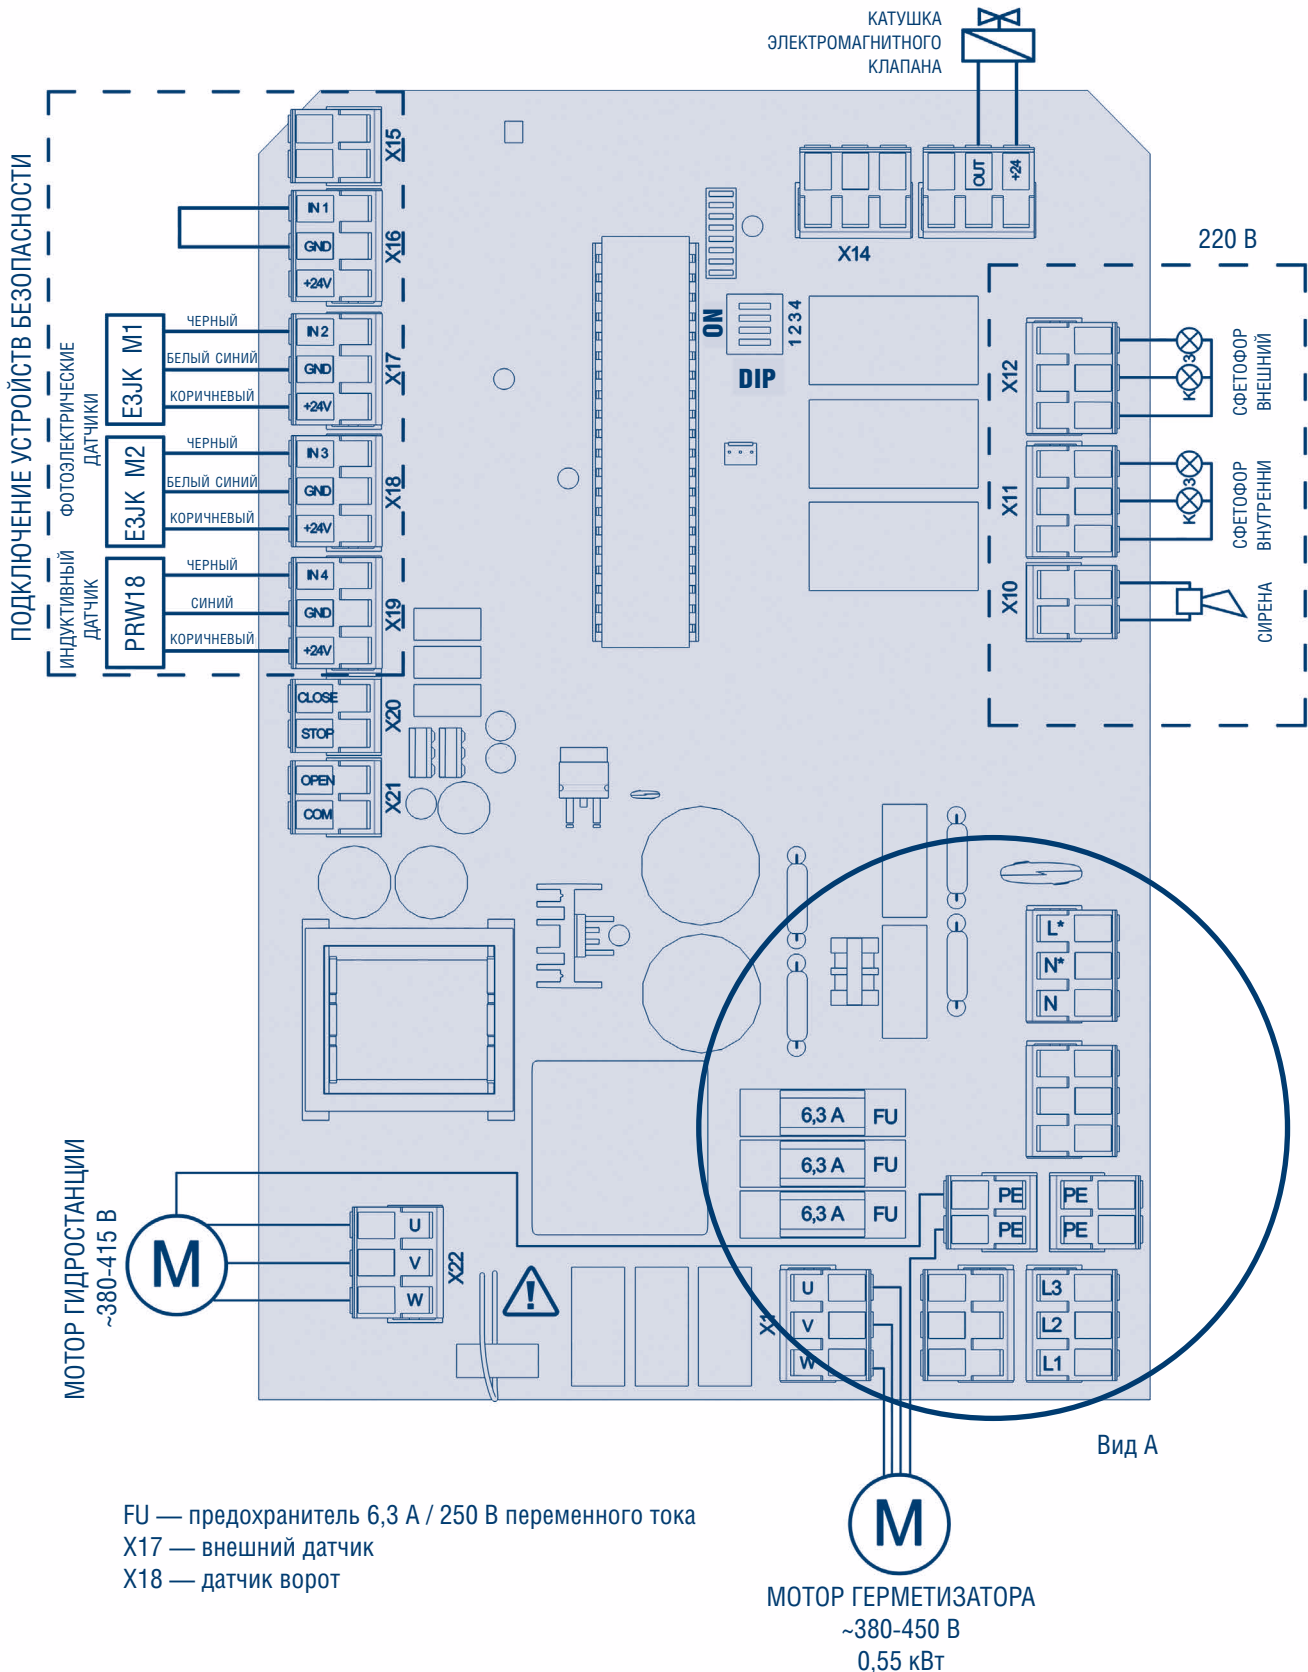 КАТУШКА
ЭЛЕКТРОМАГНИТНОГО
КЛАПАНА
OUT
+24
X14
220 В
ПОДКЛЮЧЕНИЕ УСТРОЙСТВ БЕЗОПАСНОСТИ
X15
IN 1
GND
+24V
X16
ФОТОЭЛЕКТРИЧЕСКИЕ
ДАТЧИКИ
E3JK M1
ЧЕРНЫЙ
БЕЛЫЙ СИНИЙ
КОРИЧНЕВЫЙ
IN 2
GND
+24V
X17
E3JK M2
ЧЕРНЫЙ
БЕЛЫЙ СИНИЙ
КОРИЧНЕВЫЙ
IN 3
GND
+24V
X18
ИНДУКТИВНЫЙ
ДАТЧИК
PRW18
ЧЕРНЫЙ
СИНИЙ
КОРИЧНЕВЫЙ
IN 4
GND
+24V
X19
CLOSE
STOP
X20
OPEN
COM
X21
ON
1 2 3 4
DIP
X12
З
К
СФЕТОФОР
ВНЕШНИЙ
X11
З
К
СФЕТОФОР
ВНУТРЕННИ
X10
СИРЕНА
L*
N*
N
6,3 A FU
6,3 A FU
6,3 A FU
PE
PE
PE
PE
МОТОР ГИДРОСТАНЦИИ
~380-415 В
M
U
V
W
X22
!
X1
U
V
W
L3
L2
L1
Вид А
FU — предохранитель 6,3 А / 250 В переменного тока
X17 — внешний датчик
X18 — датчик ворот
M
МОТОР ГЕРМЕТИЗАТОРА
~380-450 В
0,55 кВт